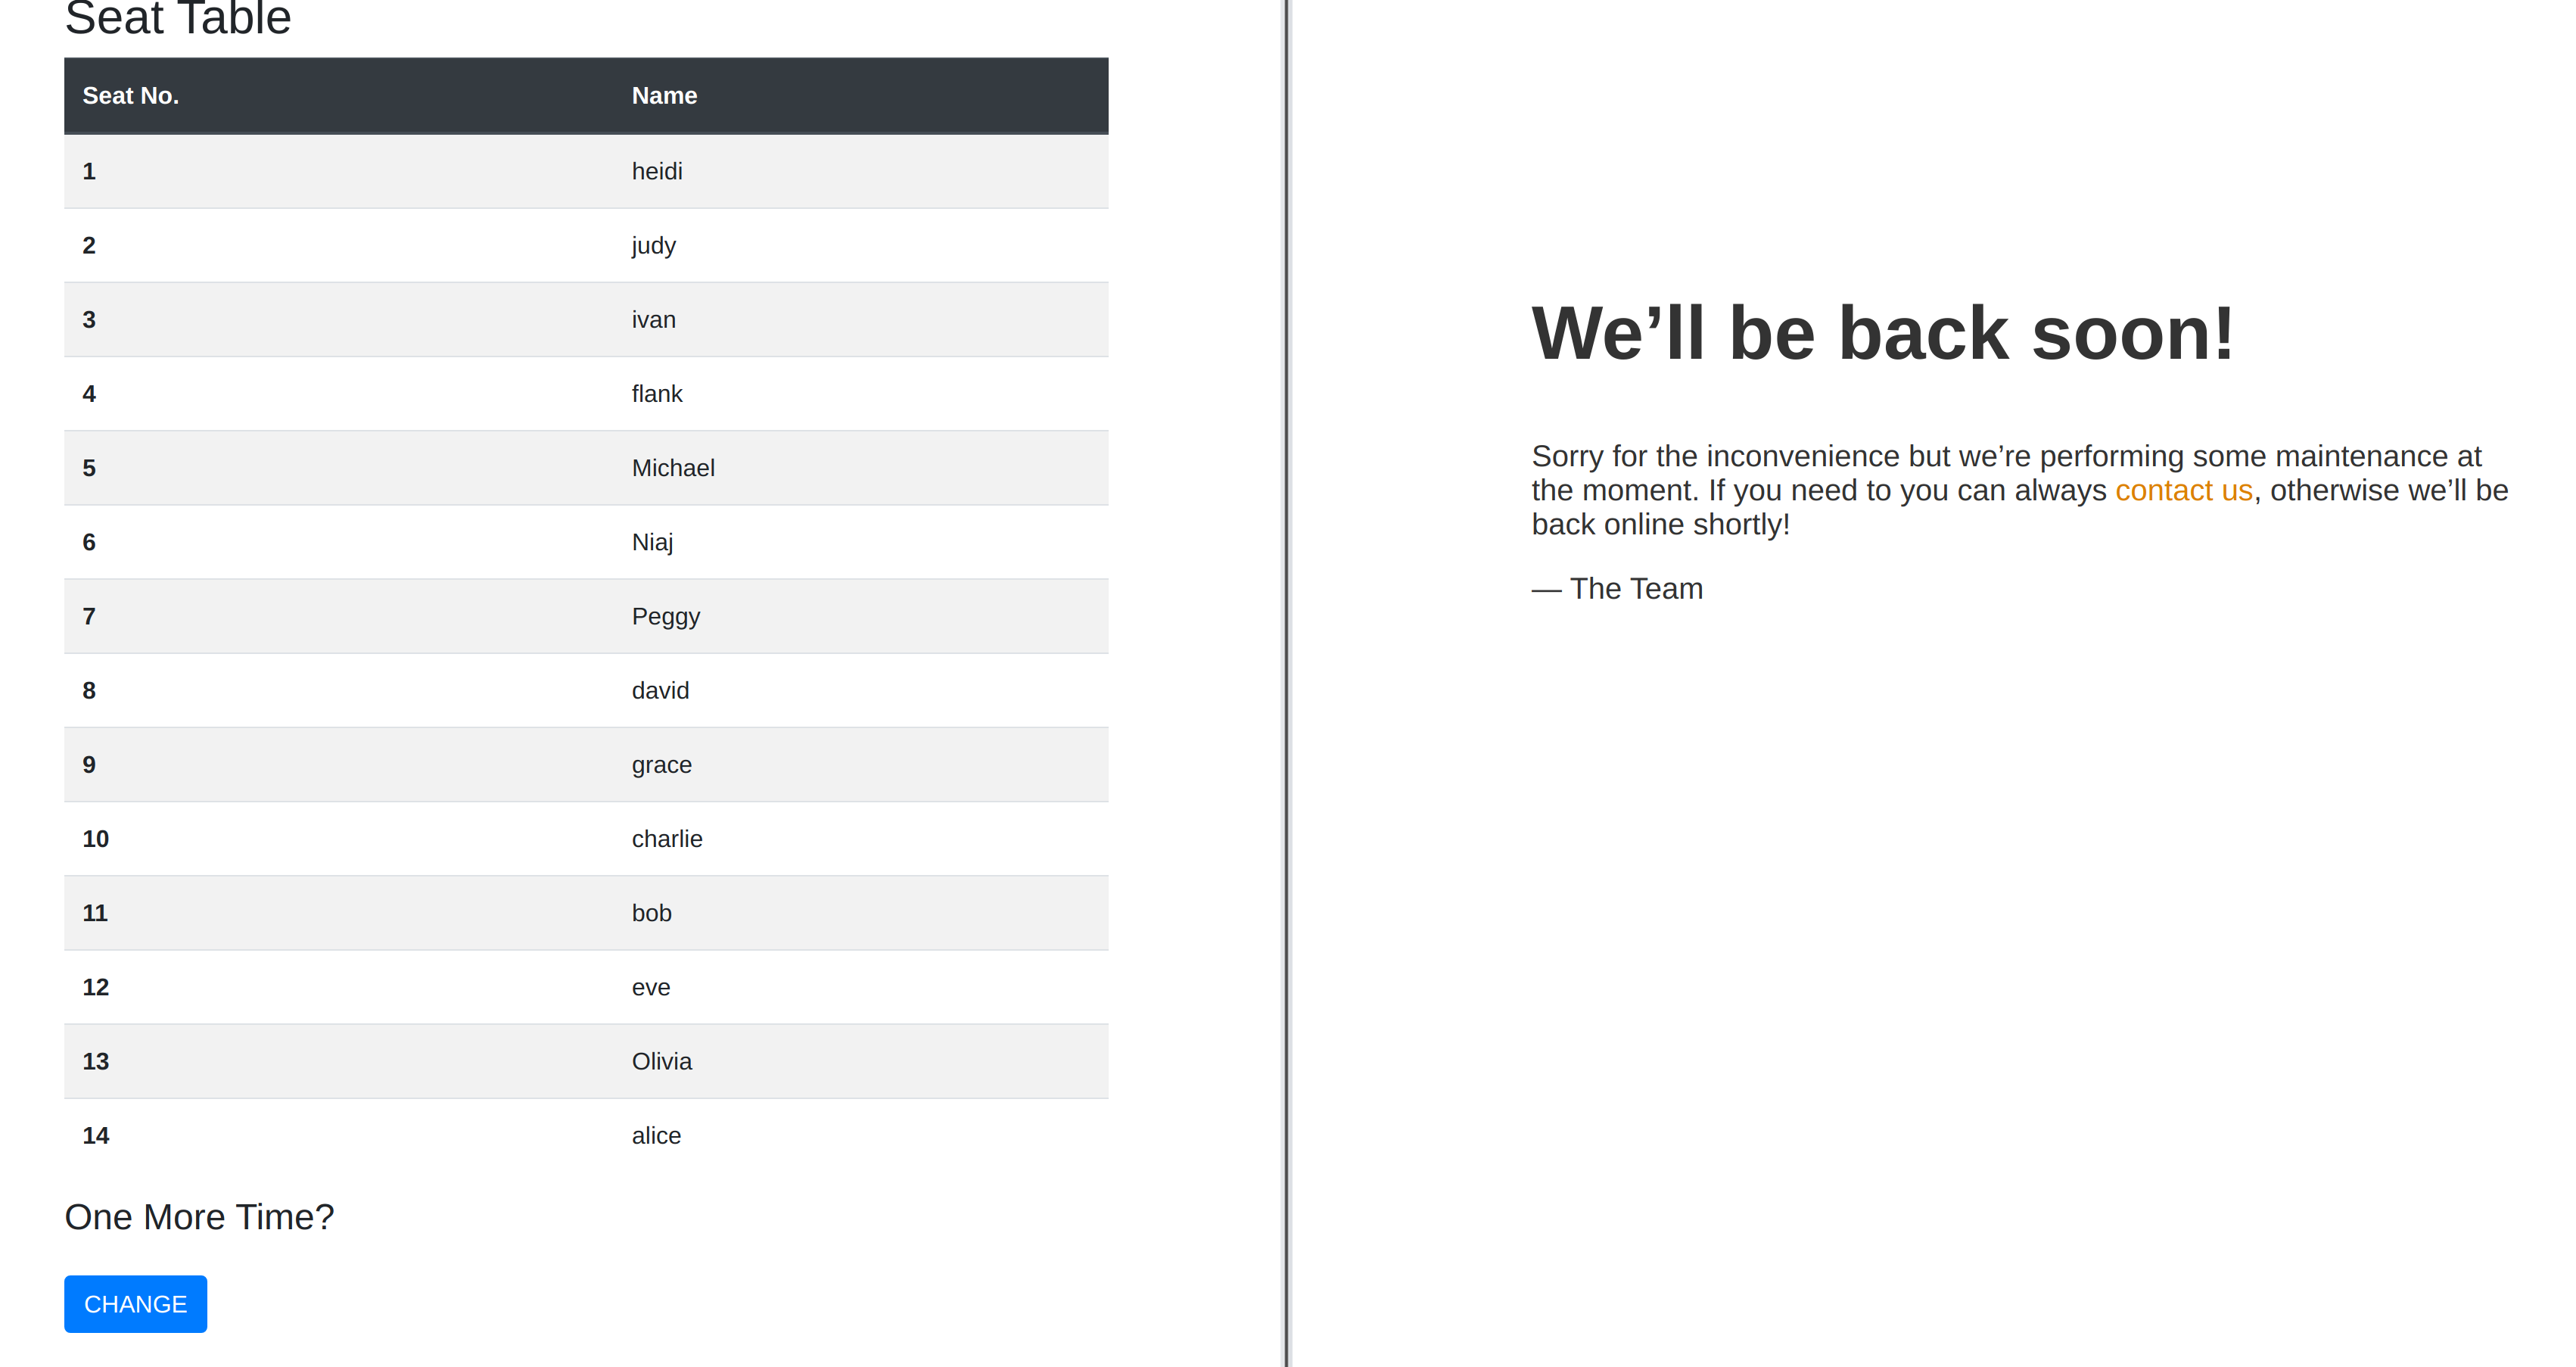 Seat Table
Seat No. Name
1 heidi
2 judy
3 ivan
4 flank
5 Michael
6 Niaj
7 Peggy
8 david
9 grace
10 charlie
11 bob
12 eve
13 Olivia
14 alice
One More Time?
CHANGE
We’ll be back soon!
Sorry for the inconvenience but we’re performing some maintenance at
the moment. If you need to you can always contact us, otherwise we’ll be
back online shortly!
— The Team